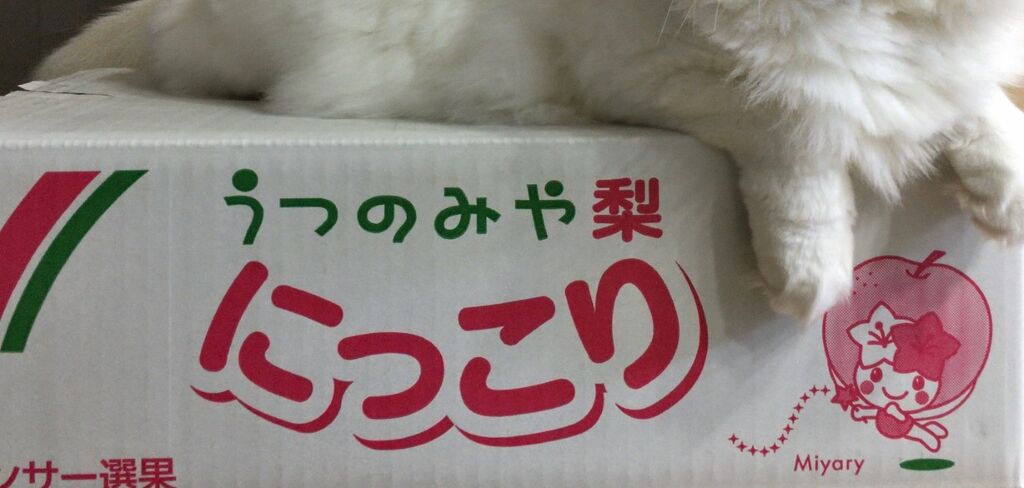 うつのみや梨
にっこり
ンサー選果
Miyary